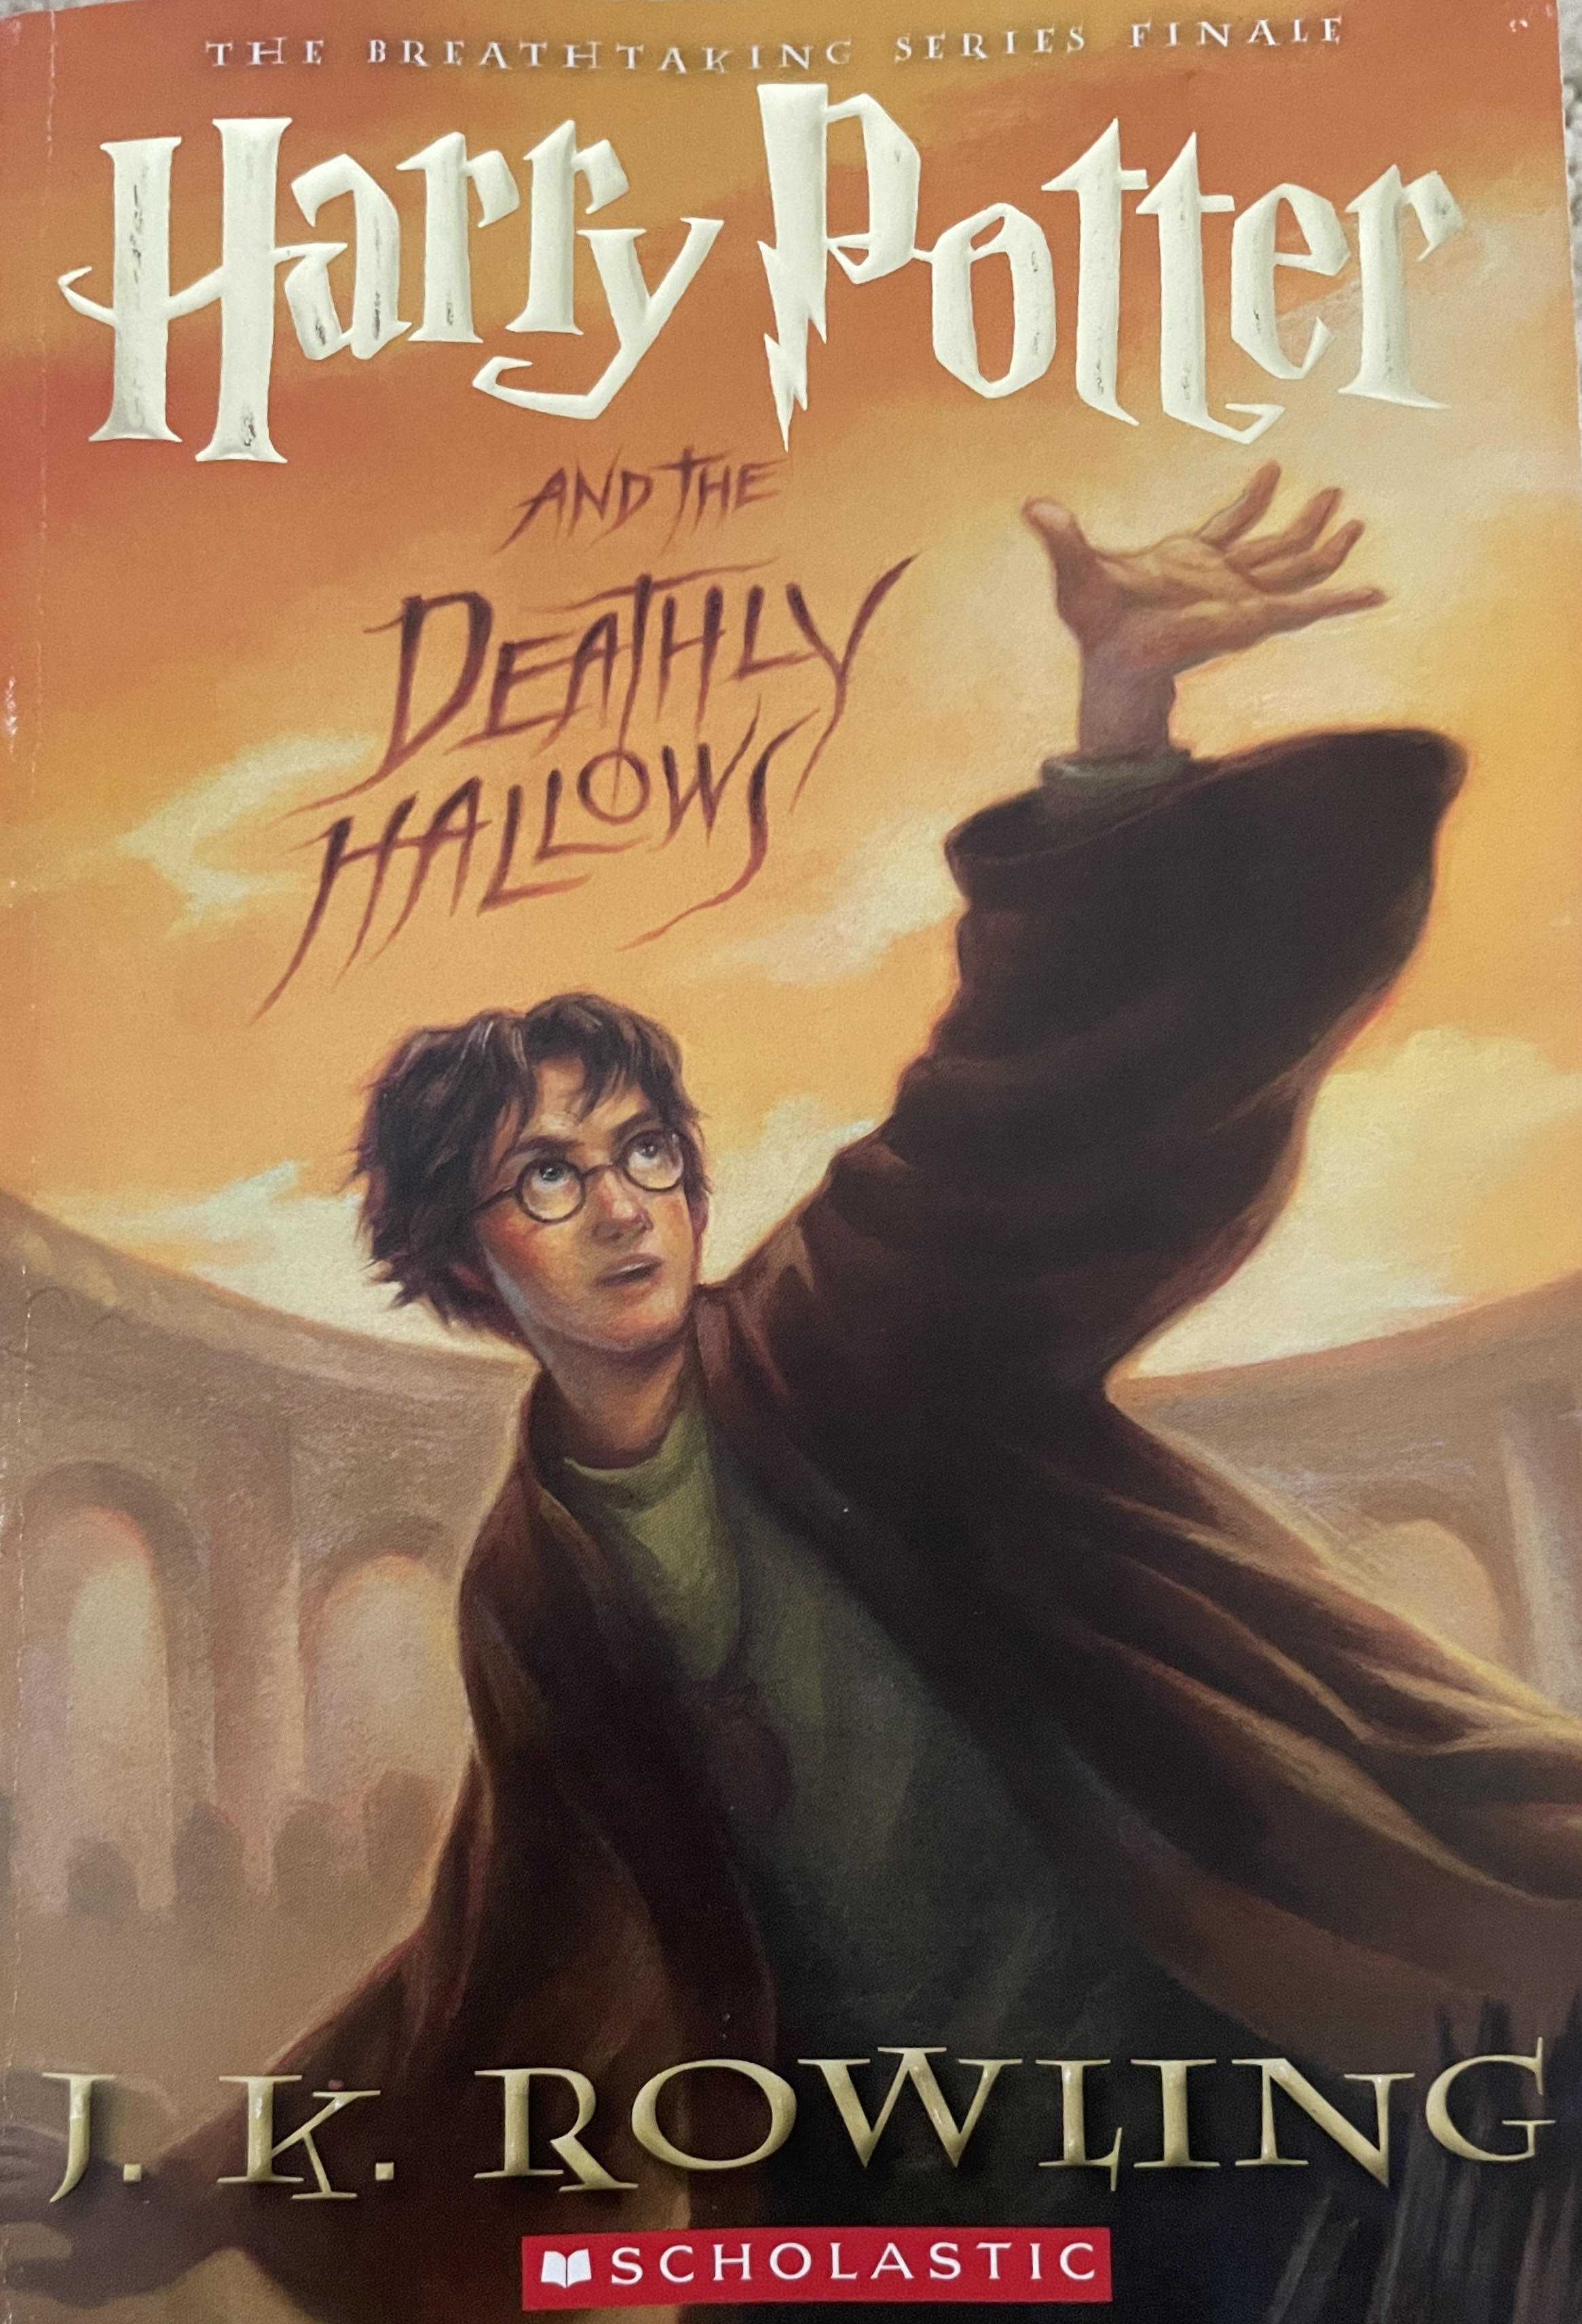 THE BREATHTAKING SERIES FINALE
Harry Potter
AND THE
DEATHLY
HALLOWS
J. K. ROWLING
SCHOLASTIC